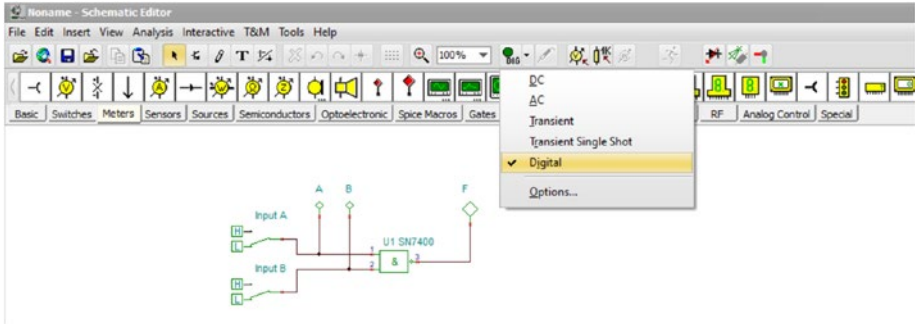 Noname - Schematic Editor
File Edit Insert View Analysis Interactive T&M Tools Help
T 100% DIG
Basic Switches Meters Sensors Sources Semiconductors Optoelectronic Spice Macros Gates RF Analog Control Special
DC
AC
Transient
Transient Single Shot
Digital
Options...
A B F
Input A
H
L
U1 SN7400
1
& 3
2
Input B
H
L